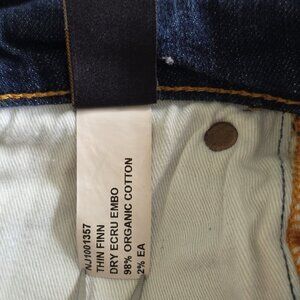 NJ1001357
THIN FINN
DRY ECRU EMBO
98% ORGANIC COTTON
2% EA